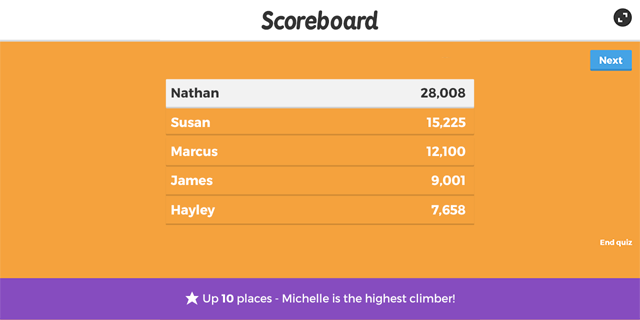 Scoreboard
Next
Nathan 28,008
Susan 15,225
Marcus 12,100
James 9,001
Hayley 7,658
End quiz
Up 10 places - Michelle is the highest climber!